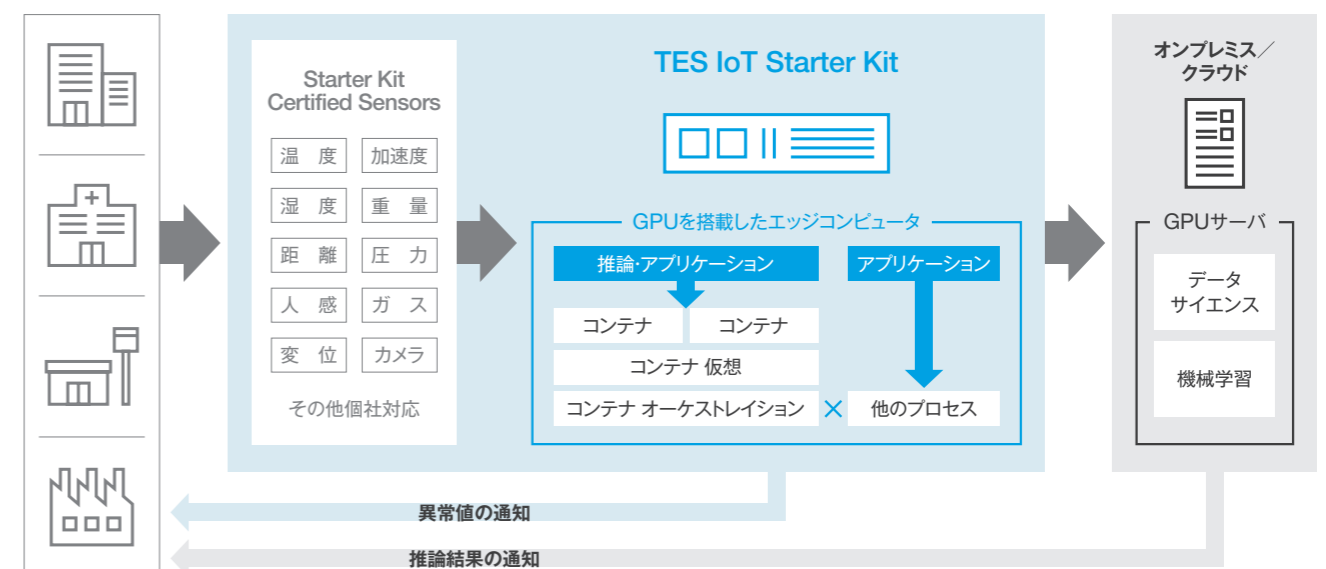 Starter Kit
Certified Sensors
温 度
加速度
湿 度
重 量
距 離
圧 力
人 感
ガ ス
変 位
カメラ
その他個社対応
TES IoT Starter Kit
GPUを搭載したエッジコンピュータ
推論・アプリケーション
アプリケーション
コンテナ
コンテナ
コンテナ 仮想
コンテナ オーケストレイション
×
他のプロセス
オンプレミス／
クラウド
GPUサーバ
データ
サイエンス
機械学習
異常値の通知
推論結果の通知